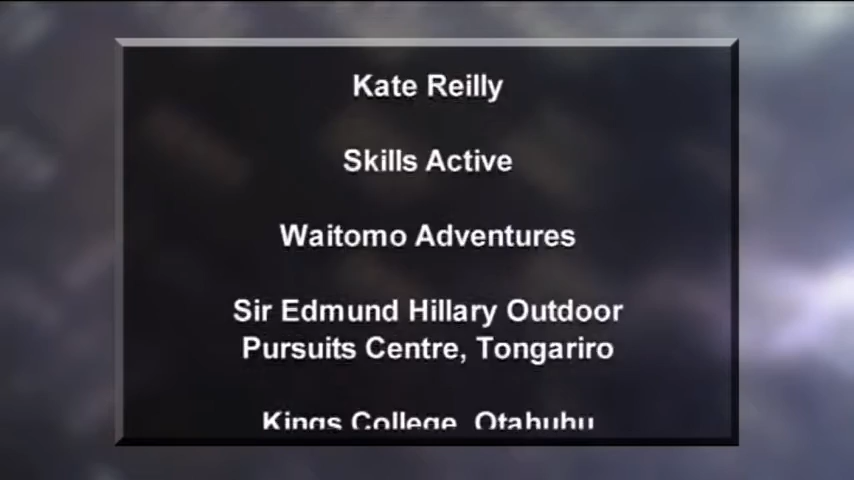 Kate Reilly
Skills Active
Waitomo Adventures
Sir Edmund Hillary Outdoor
Pursuits Centre, Tongariro
Kings College, Otahuhu